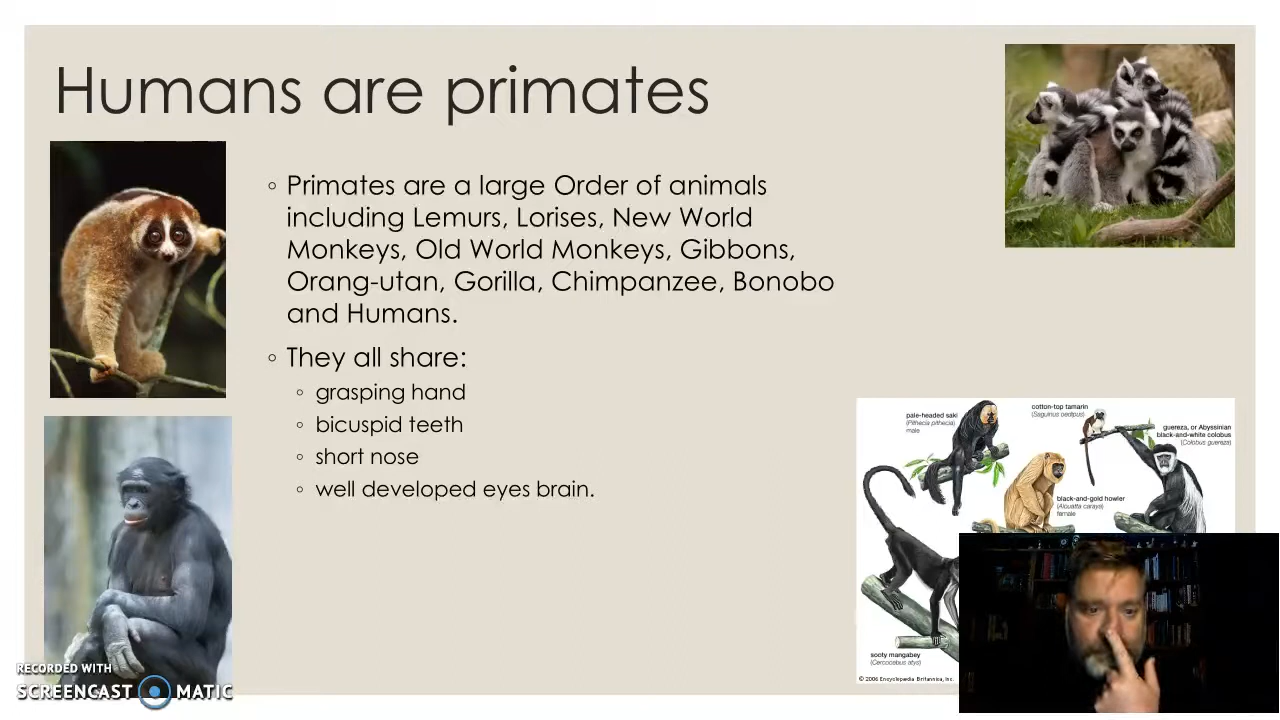 Humans are primates
◦ Primates are a large Order of animals
including Lemurs, Lorises, New World
Monkeys, Old World Monkeys, Gibbons,
Orang-utan, Gorilla, Chimpanzee, Bonobo
and Humans.
◦ They all share:
◦ grasping hand
◦ bicuspid teeth
◦ short nose
◦ well developed eyes brain.
pale-headed saki
(Pithecia pithecia)
male
cotton-top tamarin
(Saguinus oedipus)
guereza, or Abyssinian
black-and-white colobus
(Colobus guereza)
black-and-gold howler
(Alouatta caraya)
female
sooty mangabey
(Cercocebus atys)
© 2006 Encyclopædia Britannica, Inc.
RECORDED WITH
SCREENCAST MATIC